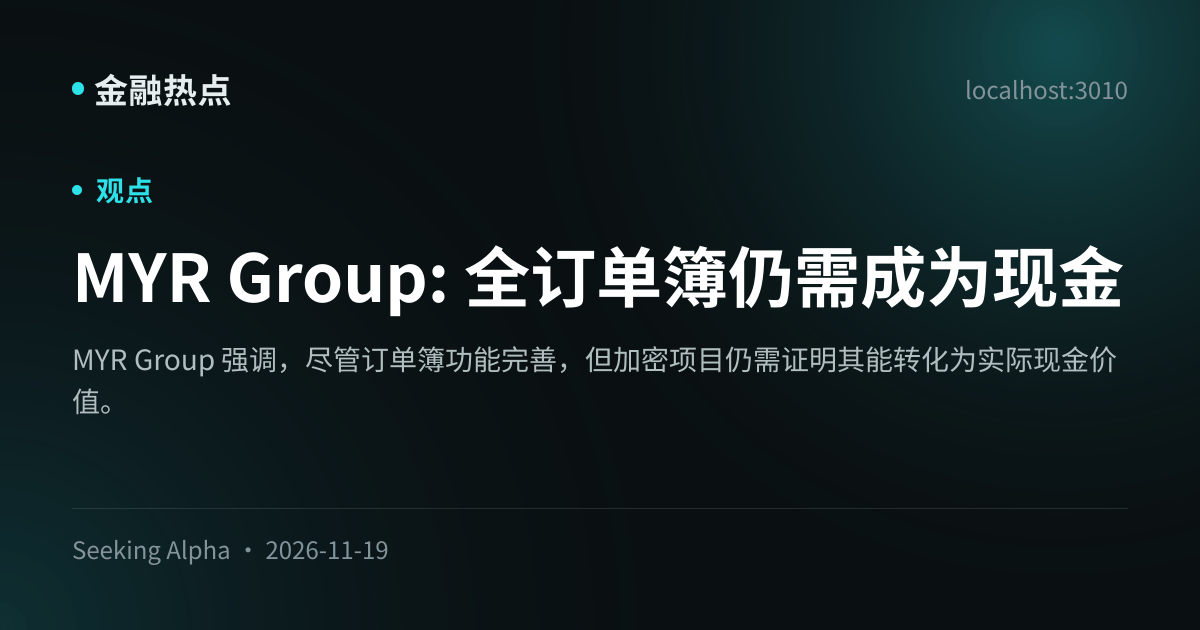 金融热点
localhost:3010
观点
MYR Group: 全订单簿仍需成为现金
MYR Group 强调，尽管订单簿功能完善，但加密项目仍需证明其能转化为实际现金价
值。
Seeking Alpha • 2026-11-19